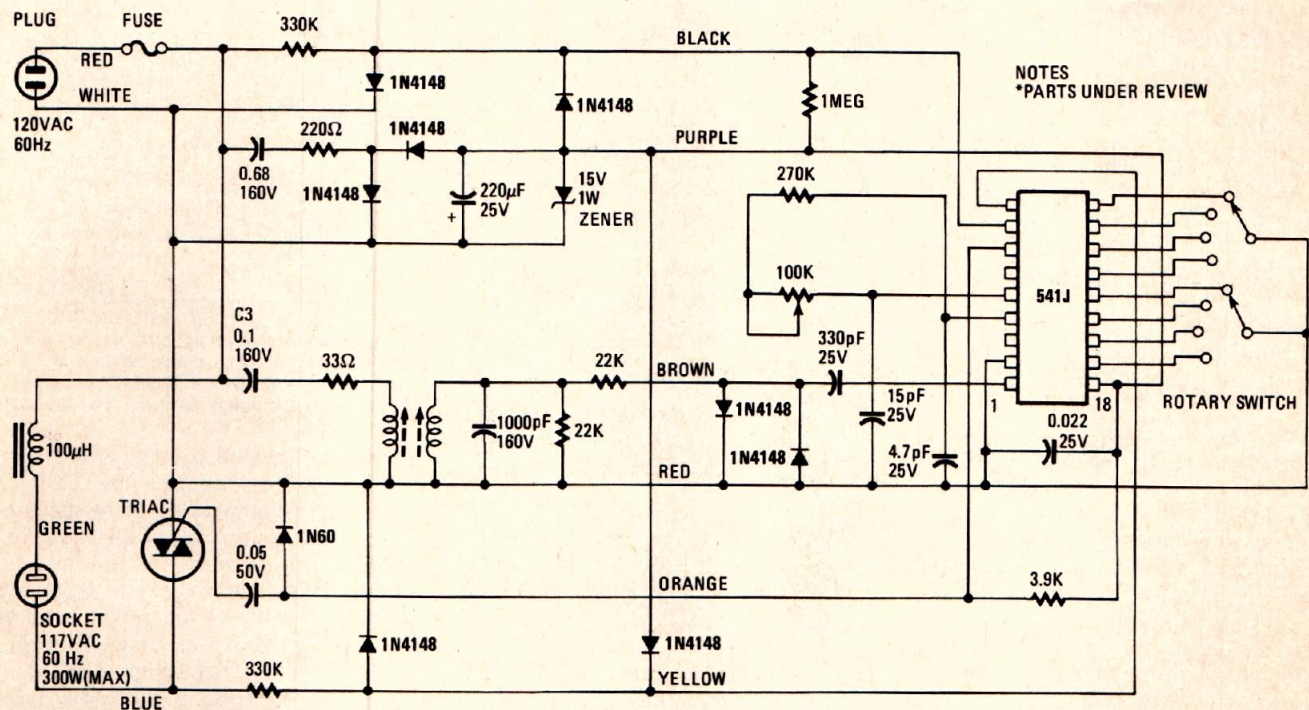 PLUG
FUSE
RED
WHITE
120VAC
60Hz
330K
1N4148
BLACK
1N4148
1MEG
NOTES
*PARTS UNDER REVIEW
220Ω
1N4148
0.68
160V
1N4148
220µF
25V
+
15V
1W
ZENER
PURPLE
270K
100K
541J
1
18
ROTARY SWITCH
C3
0.1
160V
33Ω
1000pF
160V
22K
22K
BROWN
330pF
25V
1N4148
1N4148
15pF
25V
4.7pF
25V
0.022
25V
RED
100µH
GREEN
TRIAC
1N60
0.05
50V
ORANGE
3.9K
SOCKET
117VAC
60 Hz
300W(MAX)
1N4148
1N4148
330K
BLUE
YELLOW